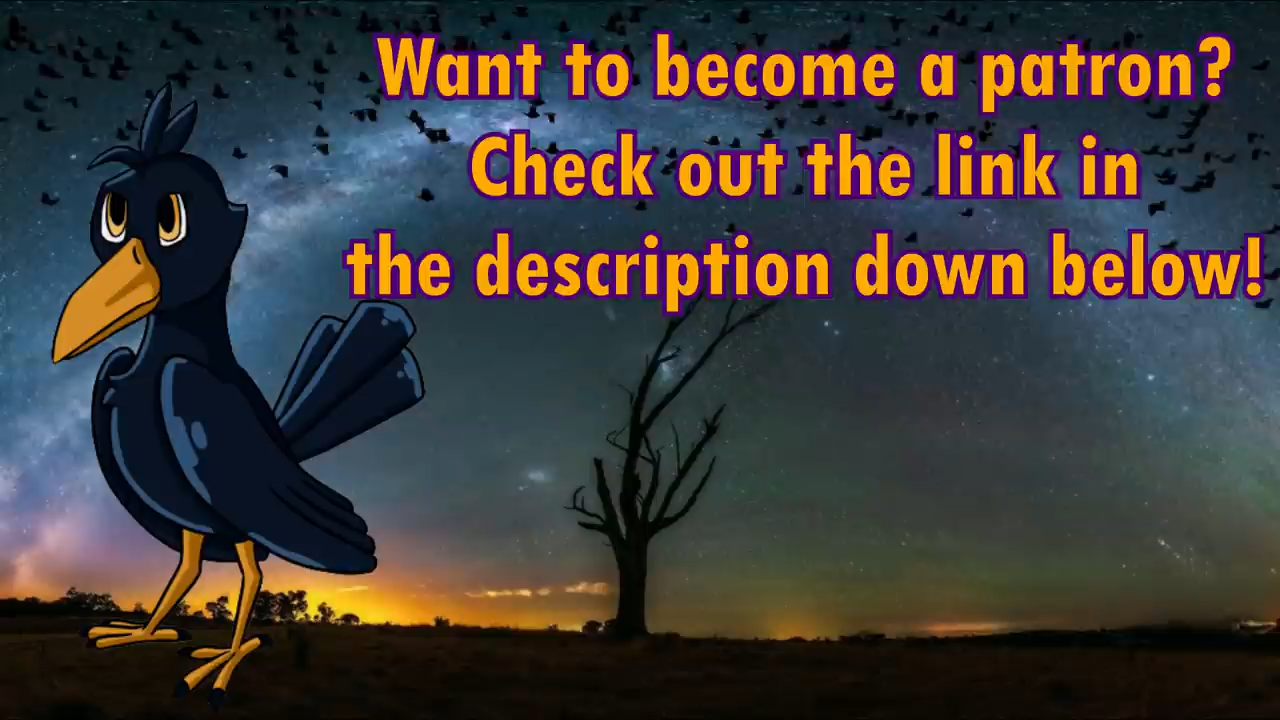 Want to become a patron?
Check out the link in
the description down below!